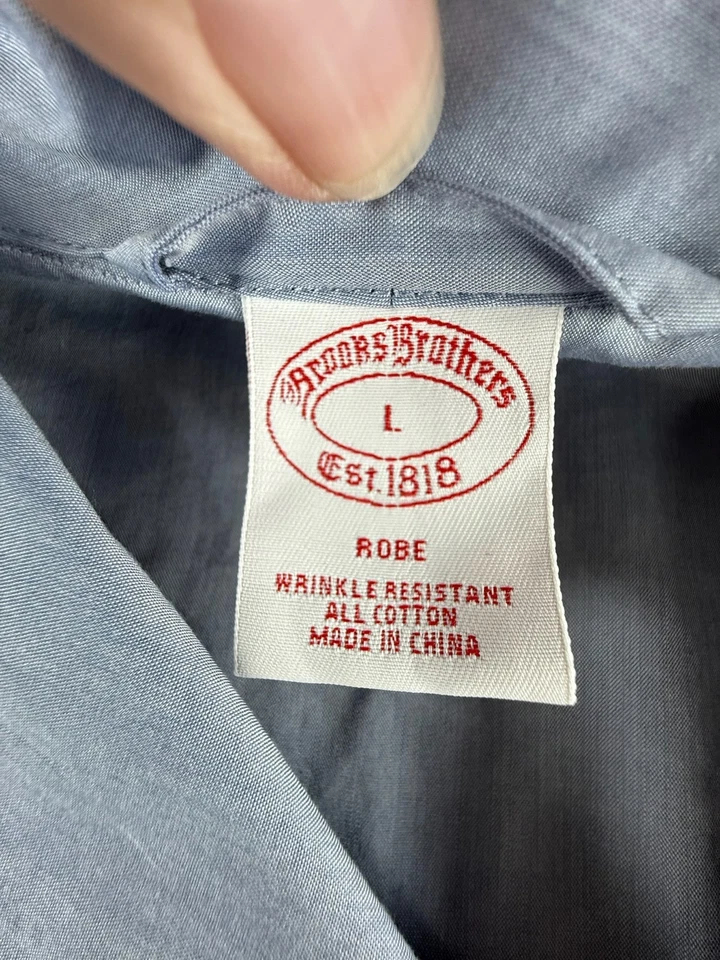 Brooks Brothers
L
Est. 1818
ROBE
WRINKLE RESISTANT
ALL COTTON
MADE IN CHINA